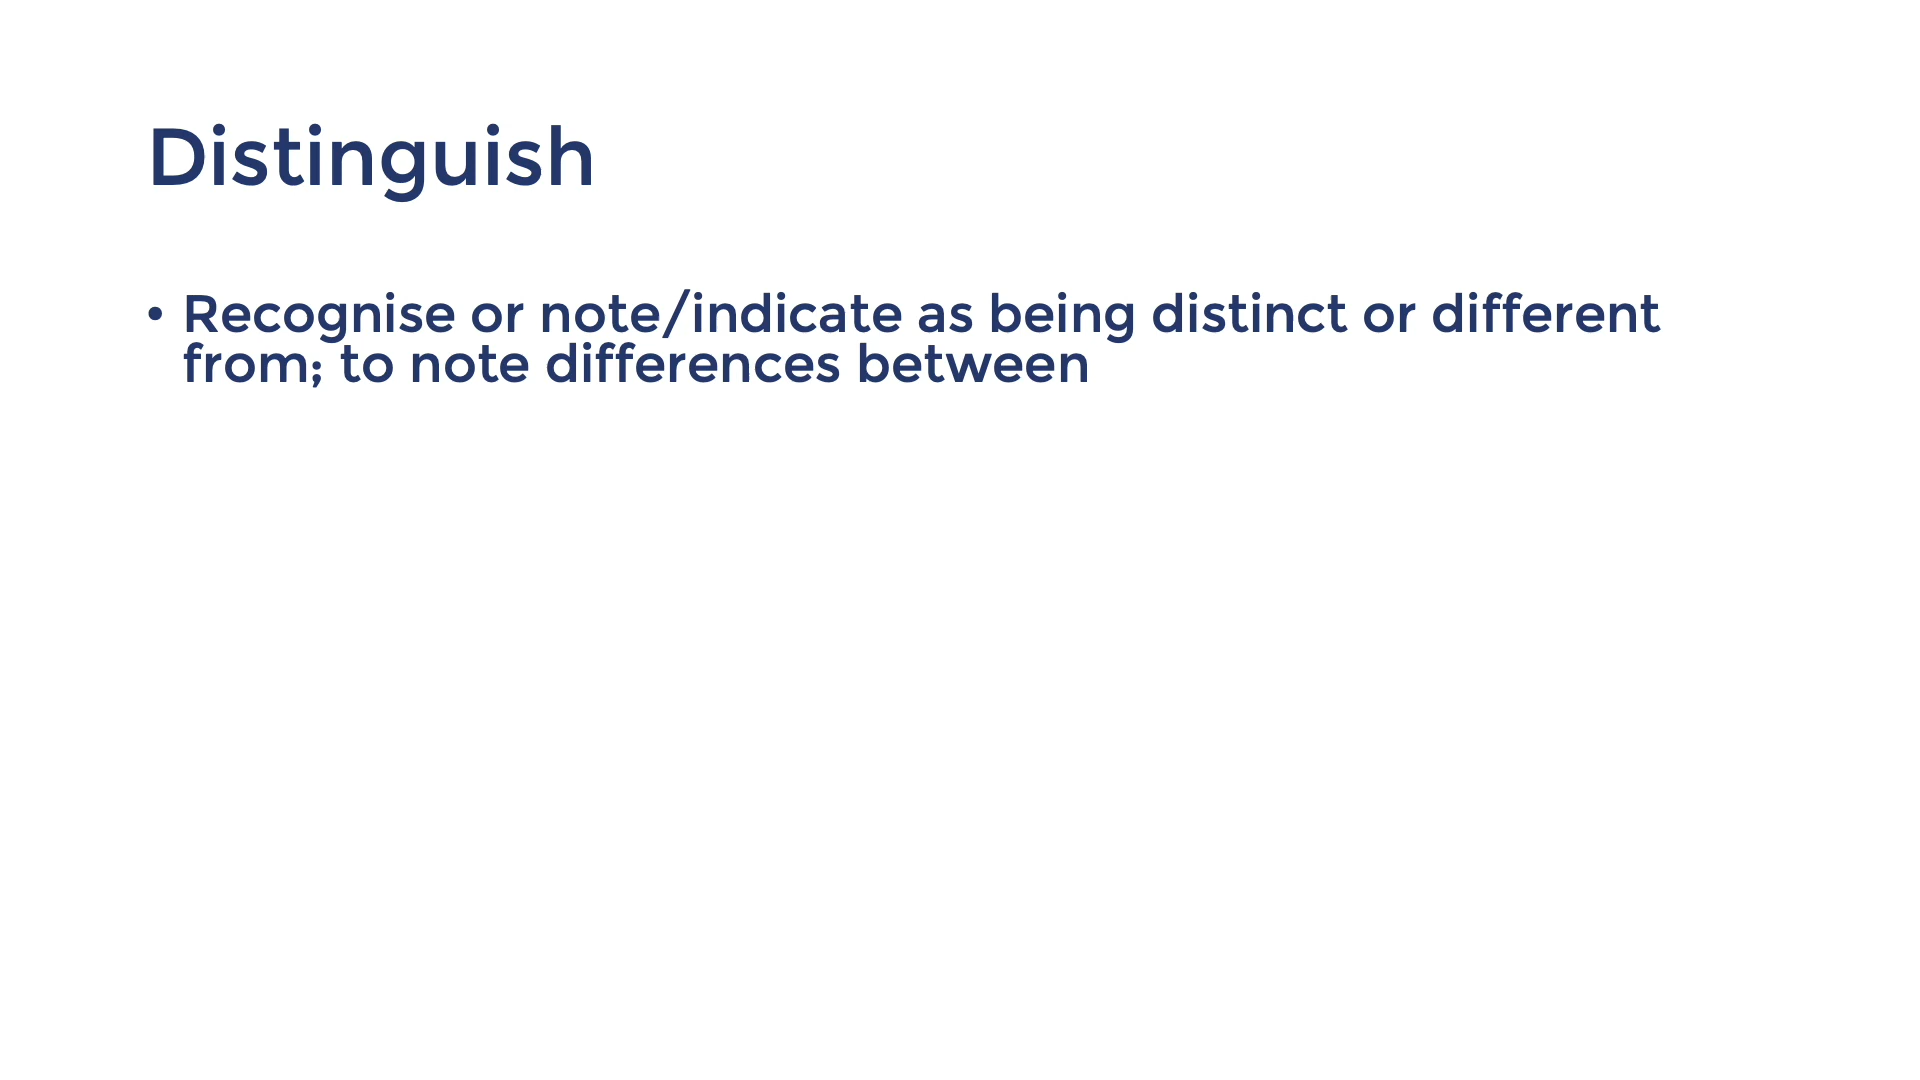 Distinguish
• Recognise or note/indicate as being distinct or different
from; to note differences between